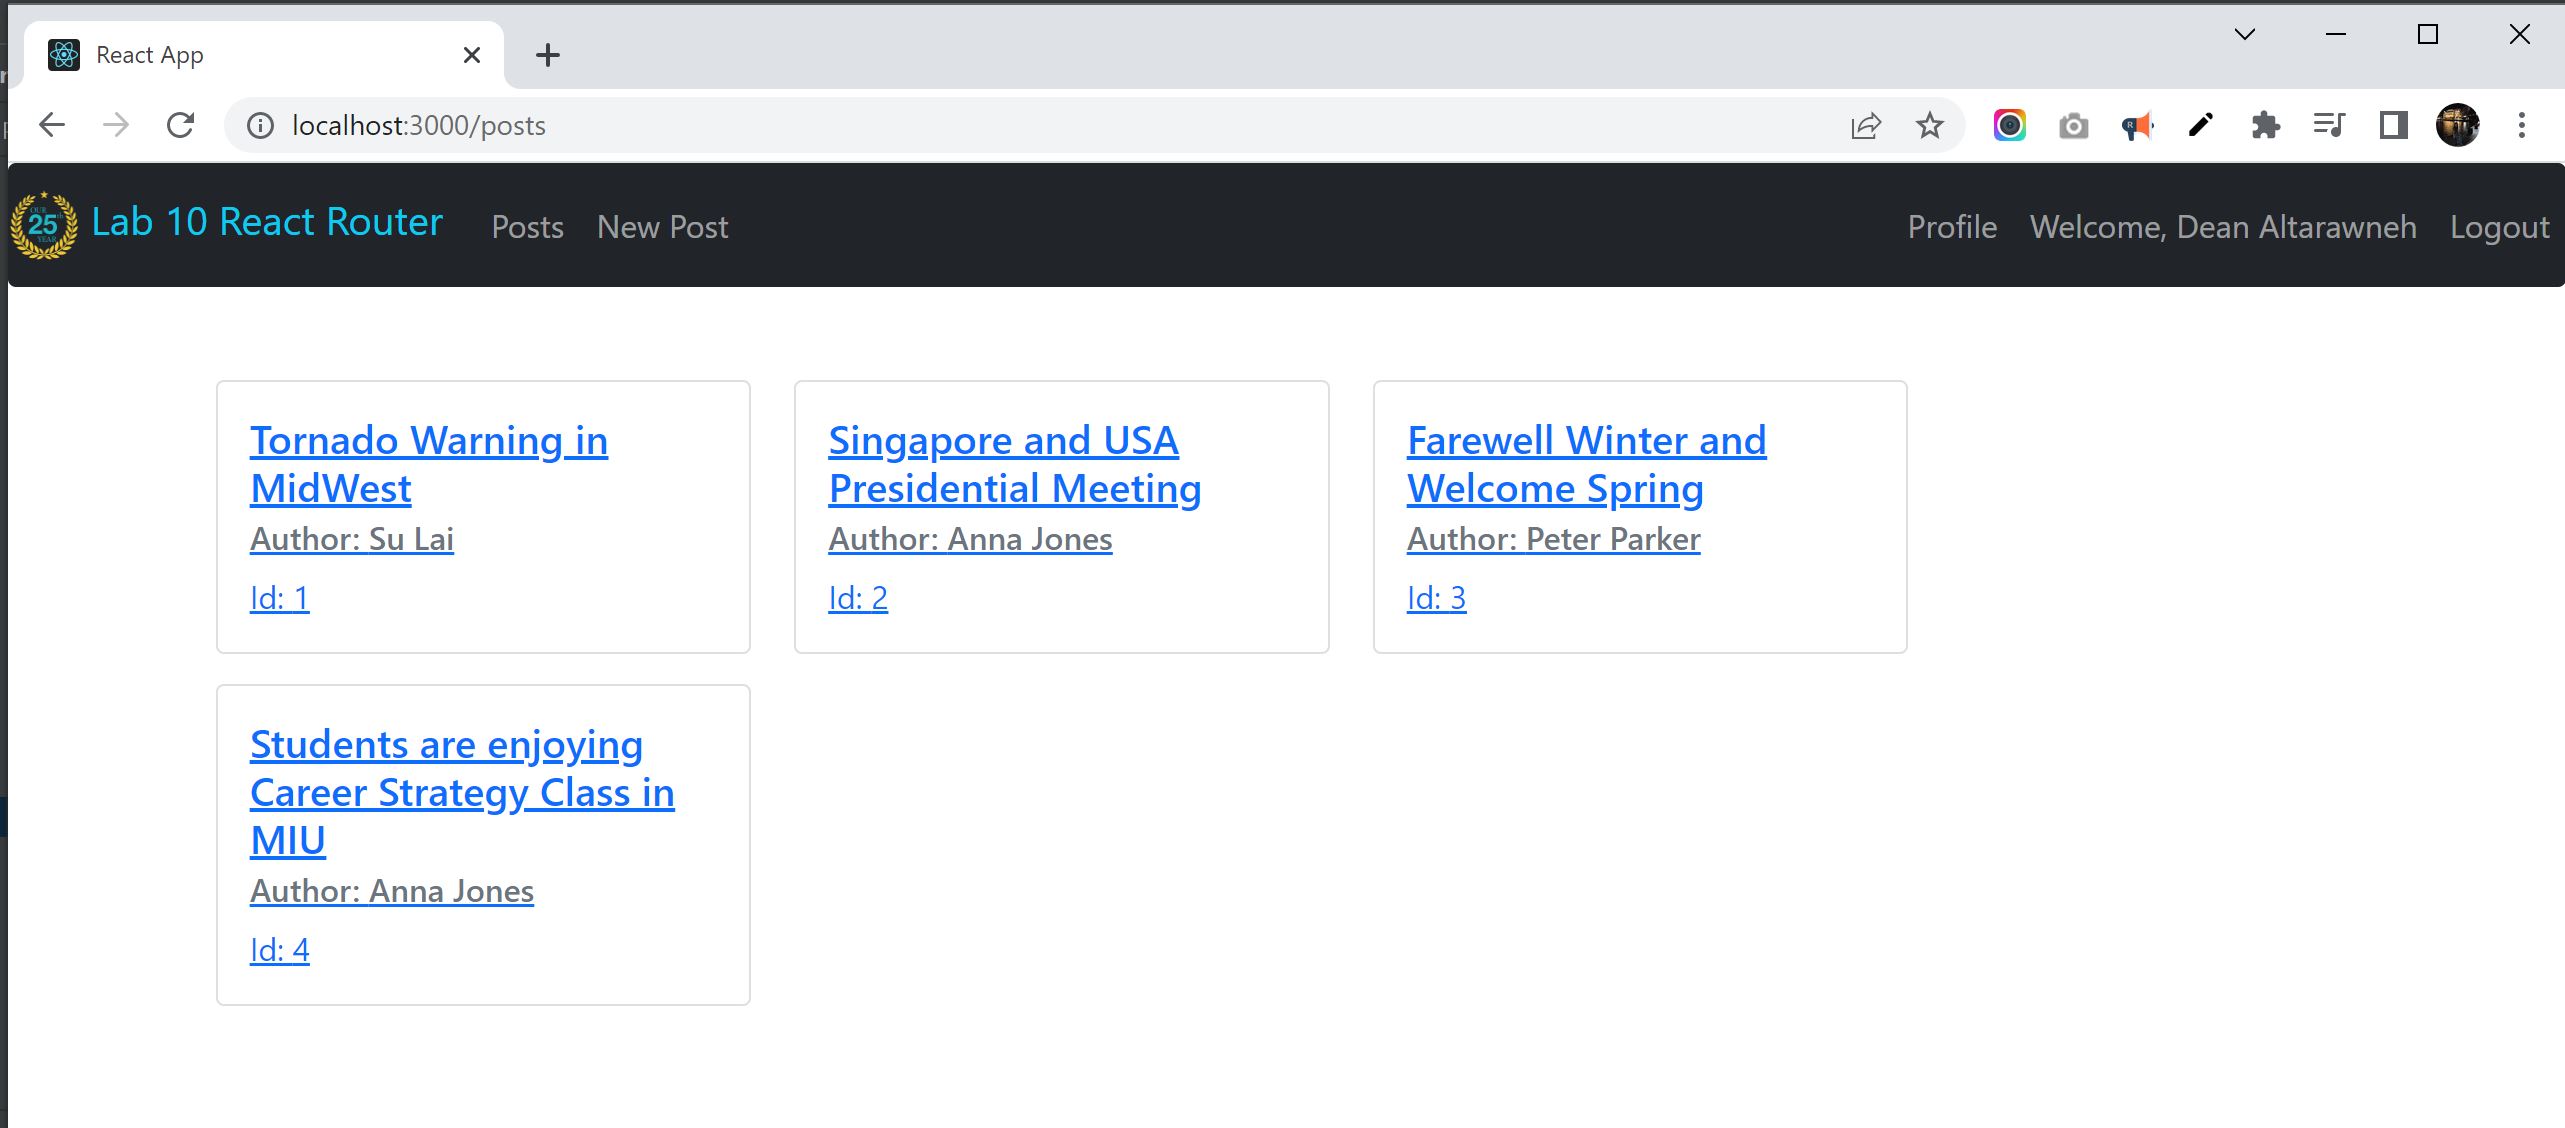 React App
localhost:3000/posts
OUR
25th
YEAR
Lab 10 React Router
Posts
New Post
Profile
Welcome, Dean Altarawneh
Logout
Tornado Warning in
MidWest
Author: Su Lai
Id: 1
Singapore and USA
Presidential Meeting
Author: Anna Jones
Id: 2
Farewell Winter and
Welcome Spring
Author: Peter Parker
Id: 3
Students are enjoying
Career Strategy Class in
MIU
Author: Anna Jones
Id: 4